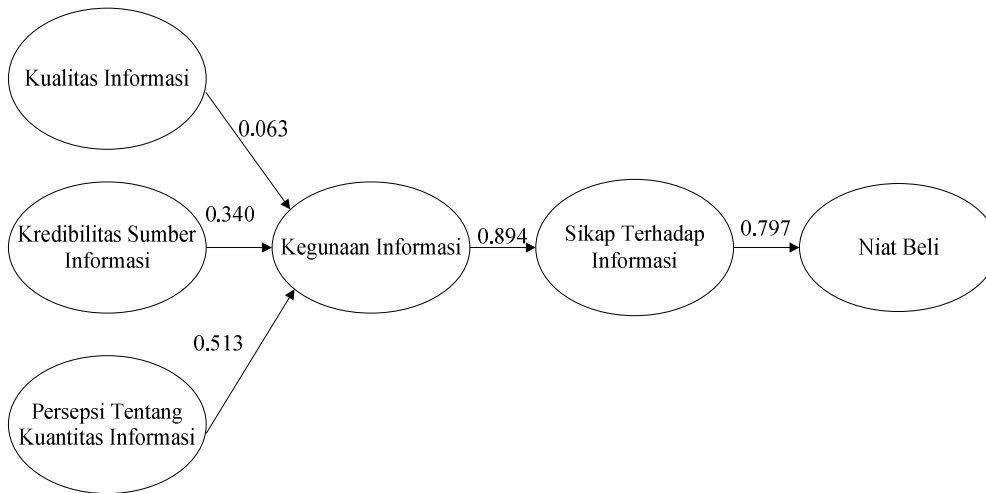 Kualitas Informasi
0.063
Kredibilitas Sumber
Informasi
0.340
Kegunaan Informasi
0.894
Sikap Terhadap
Informasi
0.797
Niat Beli
0.513
Persepsi Tentang
Kuantitas Informasi